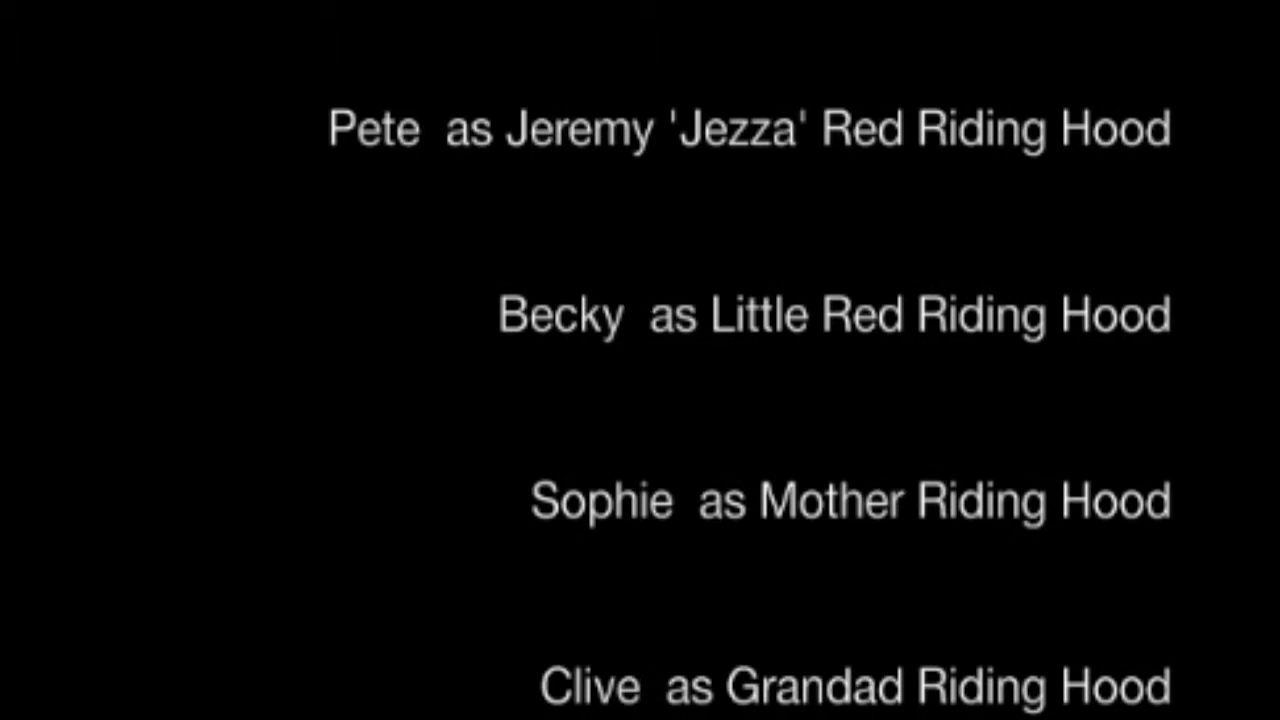 Pete  as Jeremy 'Jezza' Red Riding Hood
Becky  as Little Red Riding Hood
Sophie  as Mother Riding Hood
Clive  as Grandad Riding Hood